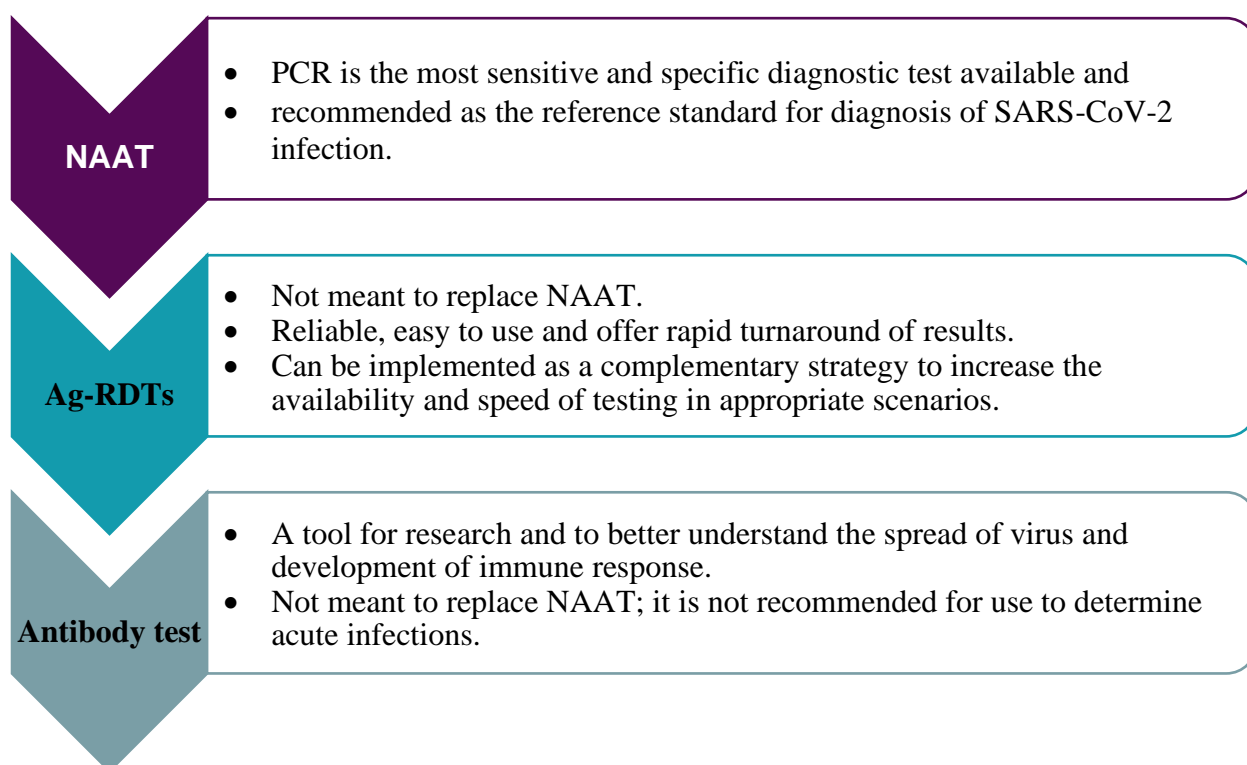 NAAT
• PCR is the most sensitive and specific diagnostic test available and
• recommended as the reference standard for diagnosis of SARS-CoV-2
infection.
Ag-RDTs
• Not meant to replace NAAT.
• Reliable, easy to use and offer rapid turnaround of results.
• Can be implemented as a complementary strategy to increase the
availability and speed of testing in appropriate scenarios.
Antibody test
• A tool for research and to better understand the spread of virus and
development of immune response.
• Not meant to replace NAAT; it is not recommended for use to determine
acute infections.